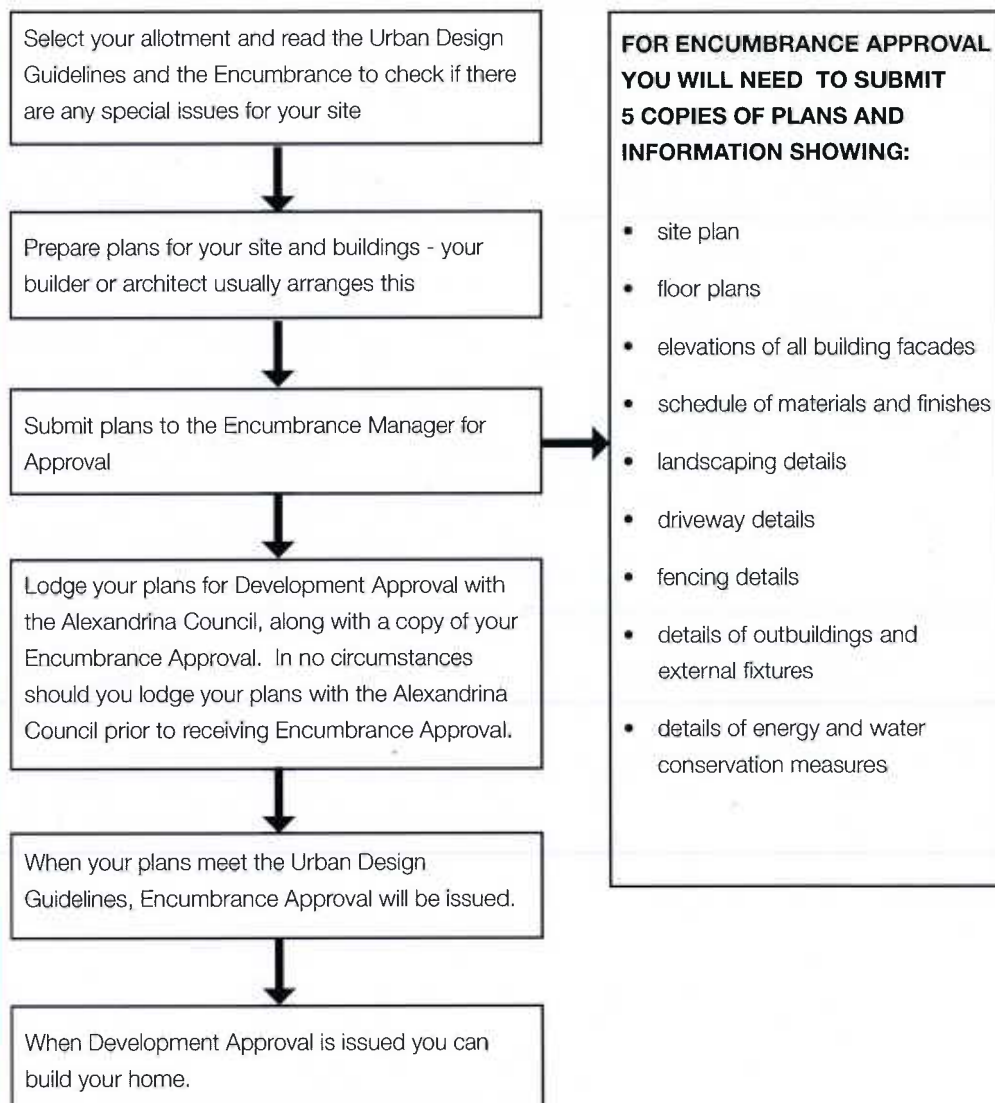 Select your allotment and read the Urban Design
Guidelines and the Encumbrance to check if there
are any special issues for your site
Prepare plans for your site and buildings - your
builder or architect usually arranges this
Submit plans to the Encumbrance Manager for
Approval
Lodge your plans for Development Approval with
the Alexandrina Council, along with a copy of your
Encumbrance Approval. In no circumstances
should you lodge your plans with the Alexandrina
Council prior to receiving Encumbrance Approval.
When your plans meet the Urban Design
Guidelines, Encumbrance Approval will be issued.
When Development Approval is issued you can
build your home.
FOR ENCUMBRANCE APPROVAL
YOU WILL NEED TO SUBMIT
5 COPIES OF PLANS AND
INFORMATION SHOWING:
• site plan
• floor plans
• elevations of all building facades
• schedule of materials and finishes
• landscaping details
• driveway details
• fencing details
• details of outbuildings and
external fixtures
• details of energy and water
conservation measures